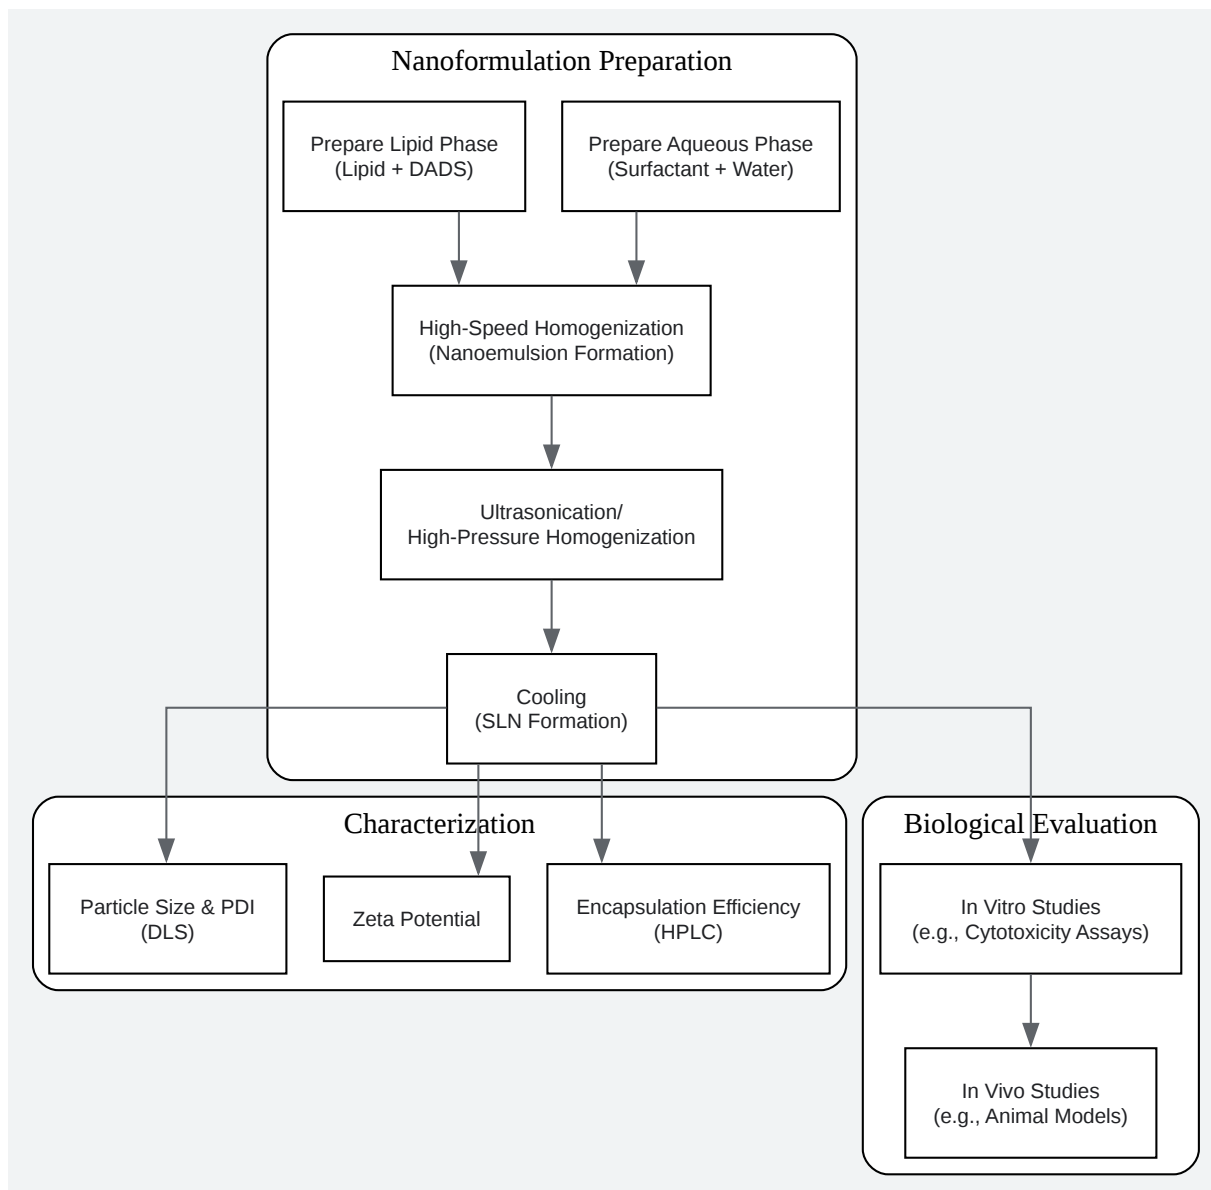 Nanoformulation Preparation
Prepare Lipid Phase
(Lipid + DADS)
Prepare Aqueous Phase
(Surfactant + Water)
High-Speed Homogenization
(Nanoemulsion Formation)
Ultrasonication/
High-Pressure Homogenization
Cooling
(SLN Formation)
Characterization
Particle Size & PDI
(DLS)
Zeta Potential
Encapsulation Efficiency
(HPLC)
Biological Evaluation
In Vitro Studies
(e.g., Cytotoxicity Assays)
In Vivo Studies
(e.g., Animal Models)